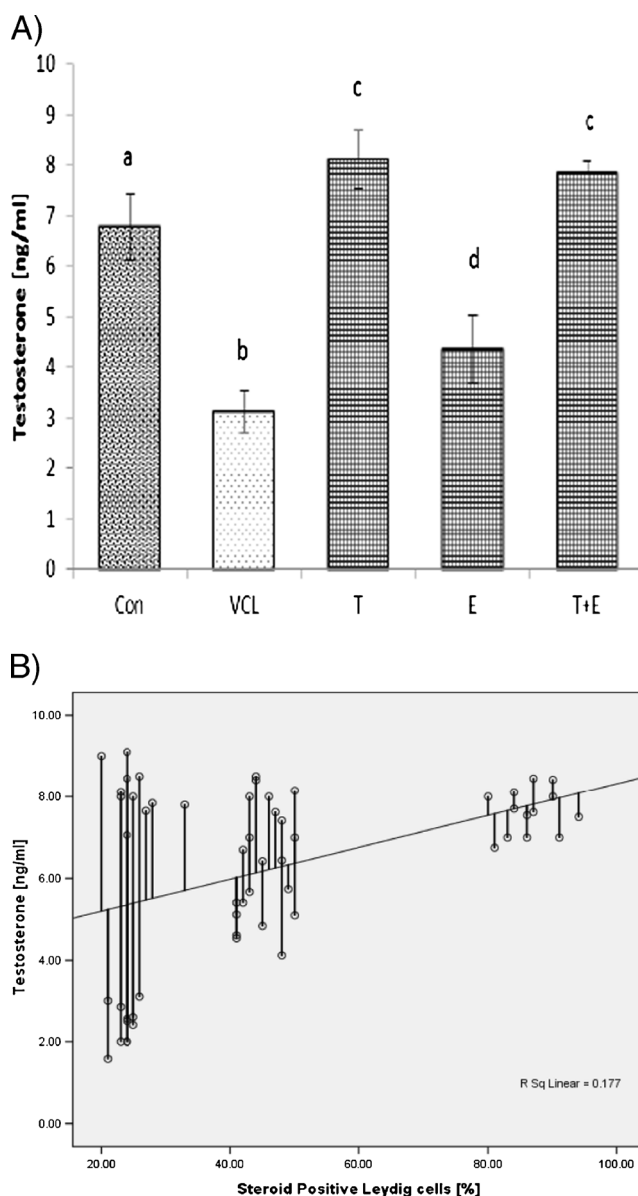 A)
Testosterone [ng/ml]
10
9
8
7
6
5
4
3
2
1
0
a
b
c
d
c
Con VCL T E T+E
B)
Testosterone [ng/ml]
10.00
8.00
6.00
4.00
2.00
0.00
R Sq Linear = 0.177
20.00 40.00 60.00 80.00 100.00
Steroid Positive Leydig cells [%]